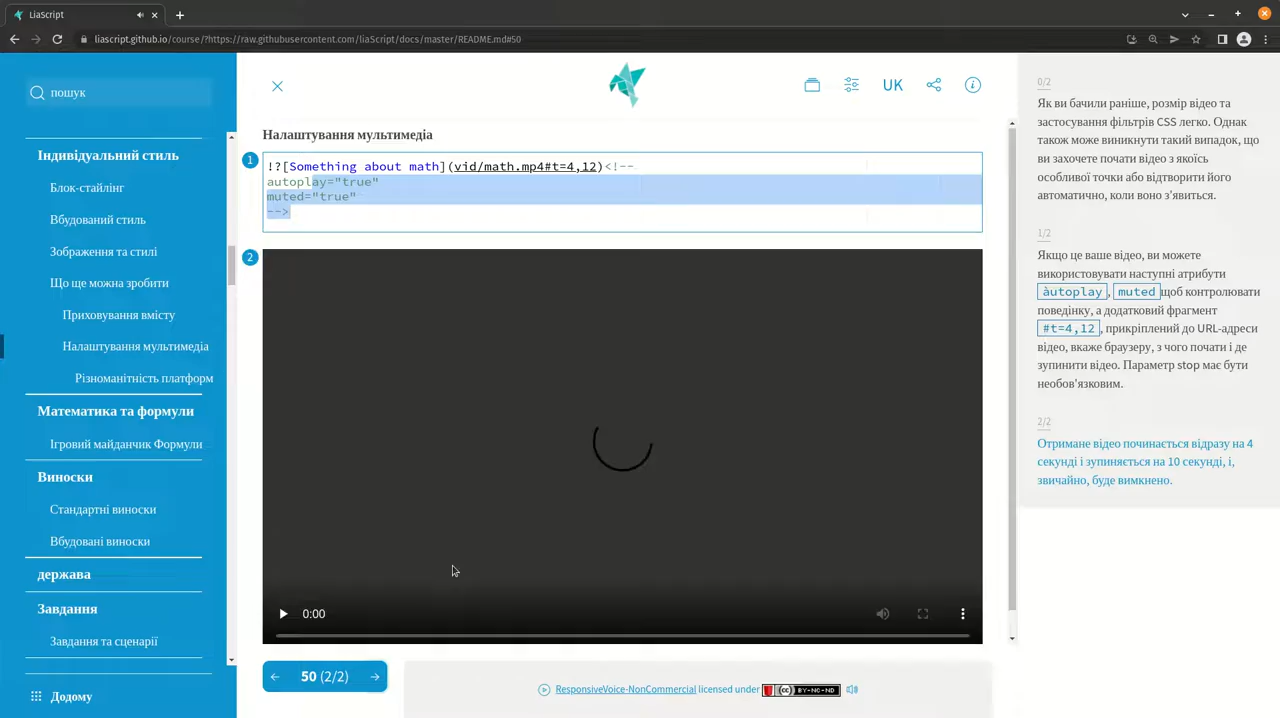 LiaScript
liascript.github.io/course/?https://raw.githubusercontent.com/liaScript/docs/master/README.md#50
пошук
Індивідуальний стиль
Блок-стайлінг
Вбудований стиль
Зображення та стилі
Що ще можна зробити
Приховування вмісту
Налаштування мультимедіа
Різноманітність платформ
Математика та формули
Ігровий майданчик Формули
Виноски
Стандартні виноски
Вбудовані виноски
держава
Завдання
Завдання та сценарії
Додому
UK
Налаштування мультимедіа
1
!?[Something about math](vid/math.mp4#t=4,12)<!--
autoplay="true"
muted="true"
-->
2
0:00
50 (2/2)
ResponsiveVoice-NonCommercial licensed under
BY-NC-ND
0/2
Як ви бачили раніше, розмір відео та
застосування фільтрів CSS легко. Однак
також може виникнути такий випадок, що
ви захочете почати відео з якоїсь
особливої точки або відтворити його
автоматично, коли воно з’явиться.
1/2
Якщо це ваше відео, ви можете
використовувати наступні атрибути
àutoplay, muted щоб контролювати
поведінку, а додатковий фрагмент
#t=4,12, прикріплений до URL-адреси
відео, вкаже браузеру, з чого почати і де
зупинити відео. Параметр stop має бути
необов'язковим.
2/2
Отримане відео починається відразу на 4
секунді і зупиняється на 10 секунді, і,
звичайно, буде вимкнено.